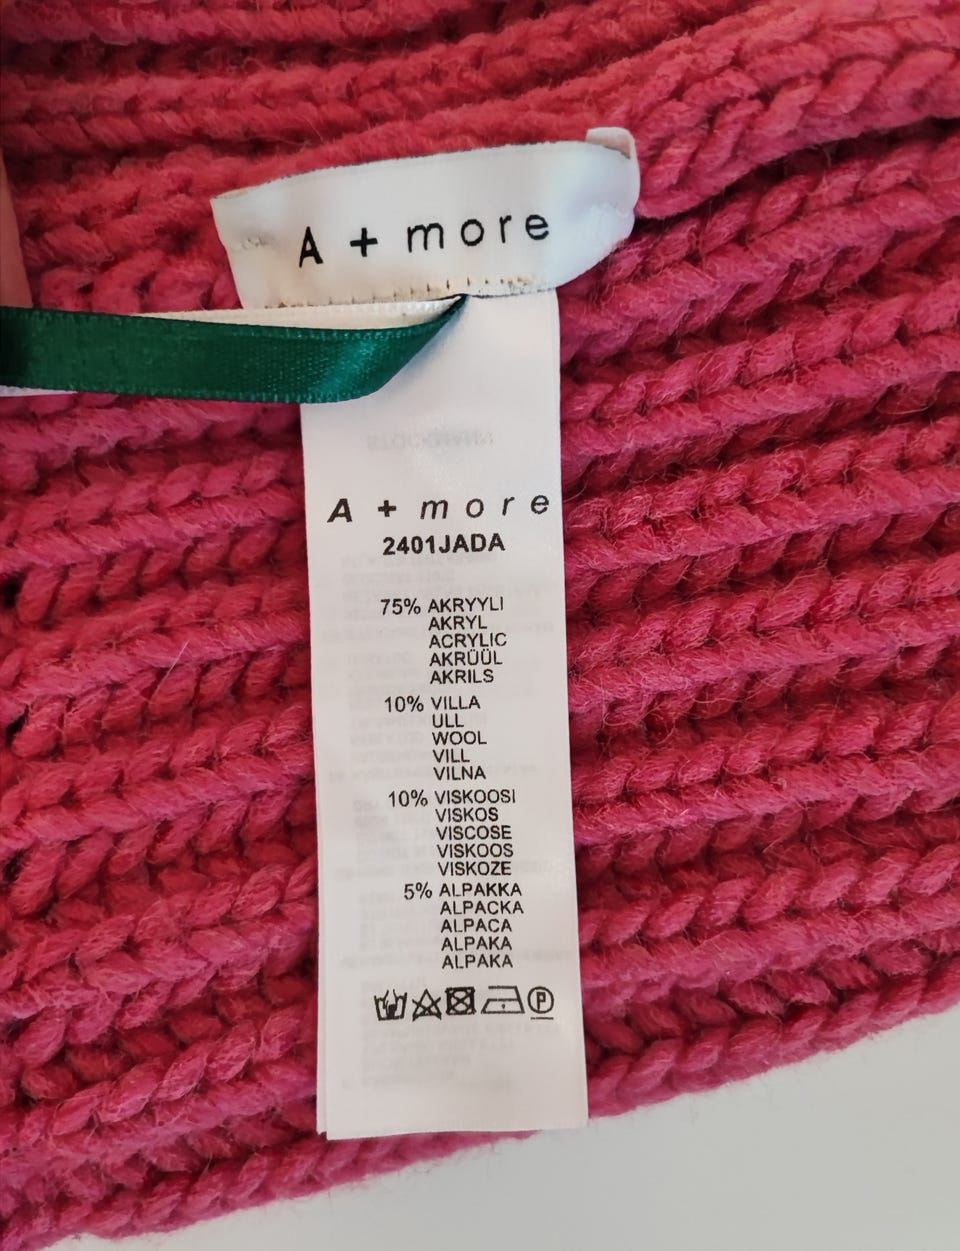 A + more
A + more
2401JADA
75% AKRYYLI
AKRYL
ACRYLIC
AKRÜÜL
AKRILS
10% VILLA
ULL
WOOL
VILL
VILNA
10% VISKOOSI
VISKOS
VISCOSE
VISKOOS
VISKOZE
5% ALPAKKA
ALPACKA
ALPACA
ALPAKA
ALPAKA
P